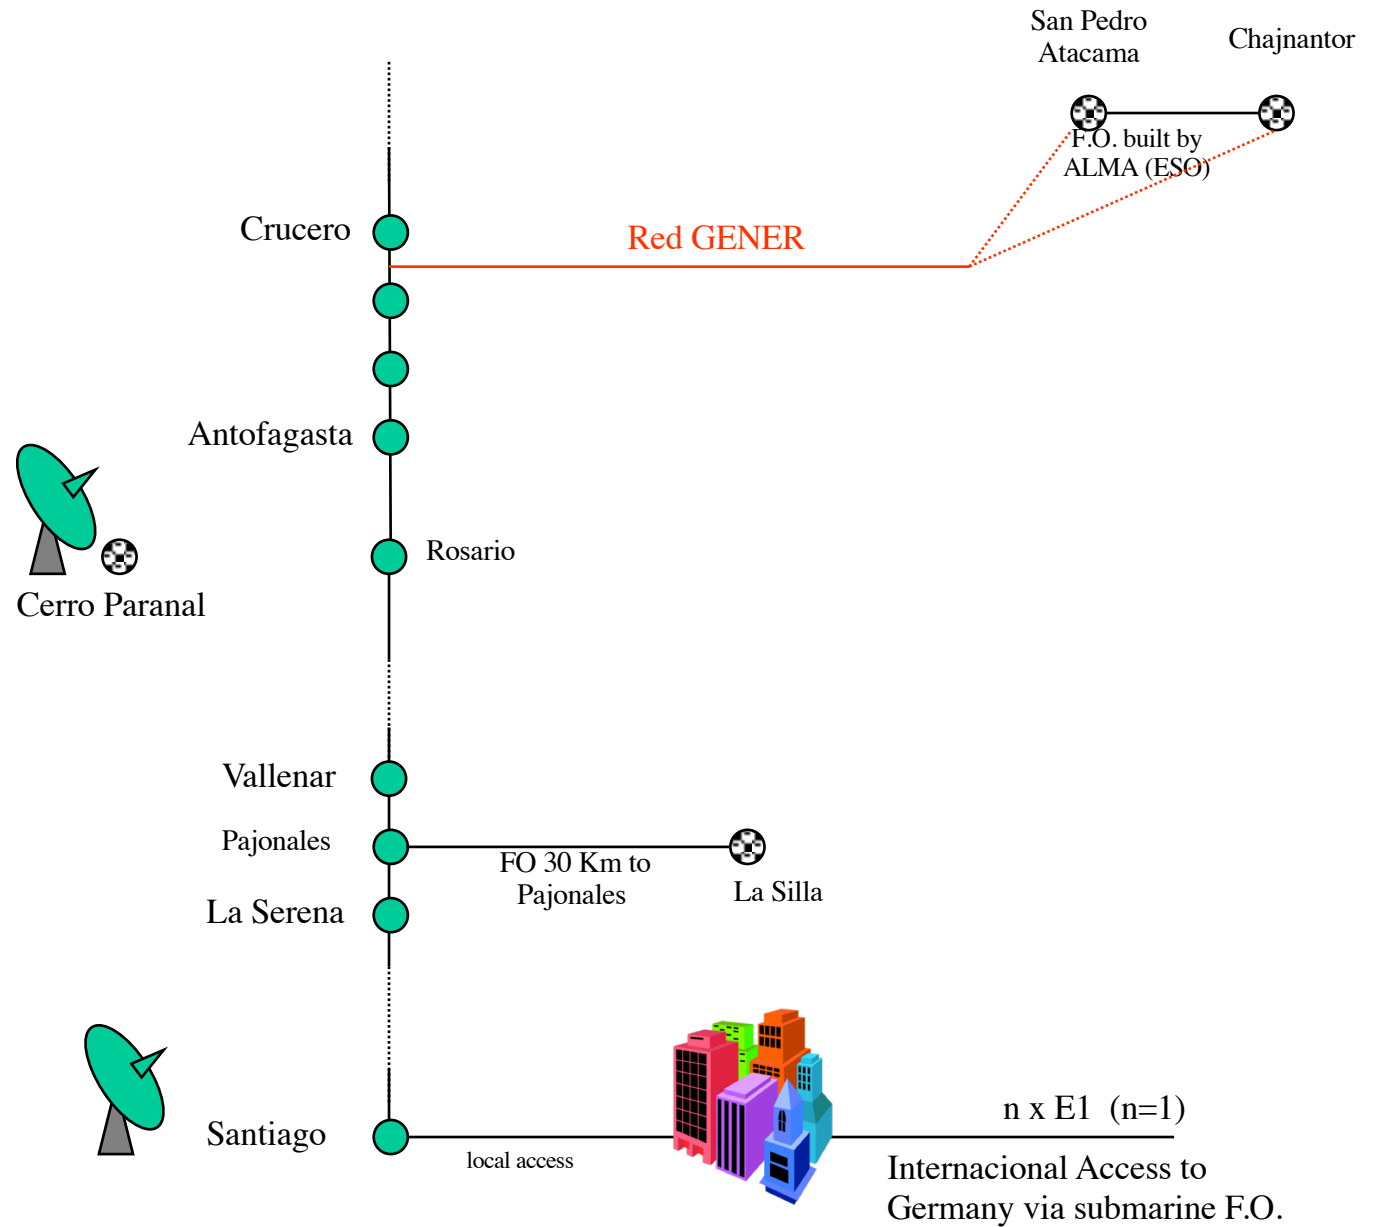 San Pedro
Atacama
Chajnantor
F.O. built by
ALMA (ESO)
Crucero
Red GENER
Antofagasta
Rosario
Cerro Paranal
Vallenar
Pajonales
FO 30 Km to
Pajonales
La Silla
La Serena
n x E1 (n=1)
Santiago
local access
Internacional Access to
Germany via submarine F.O.